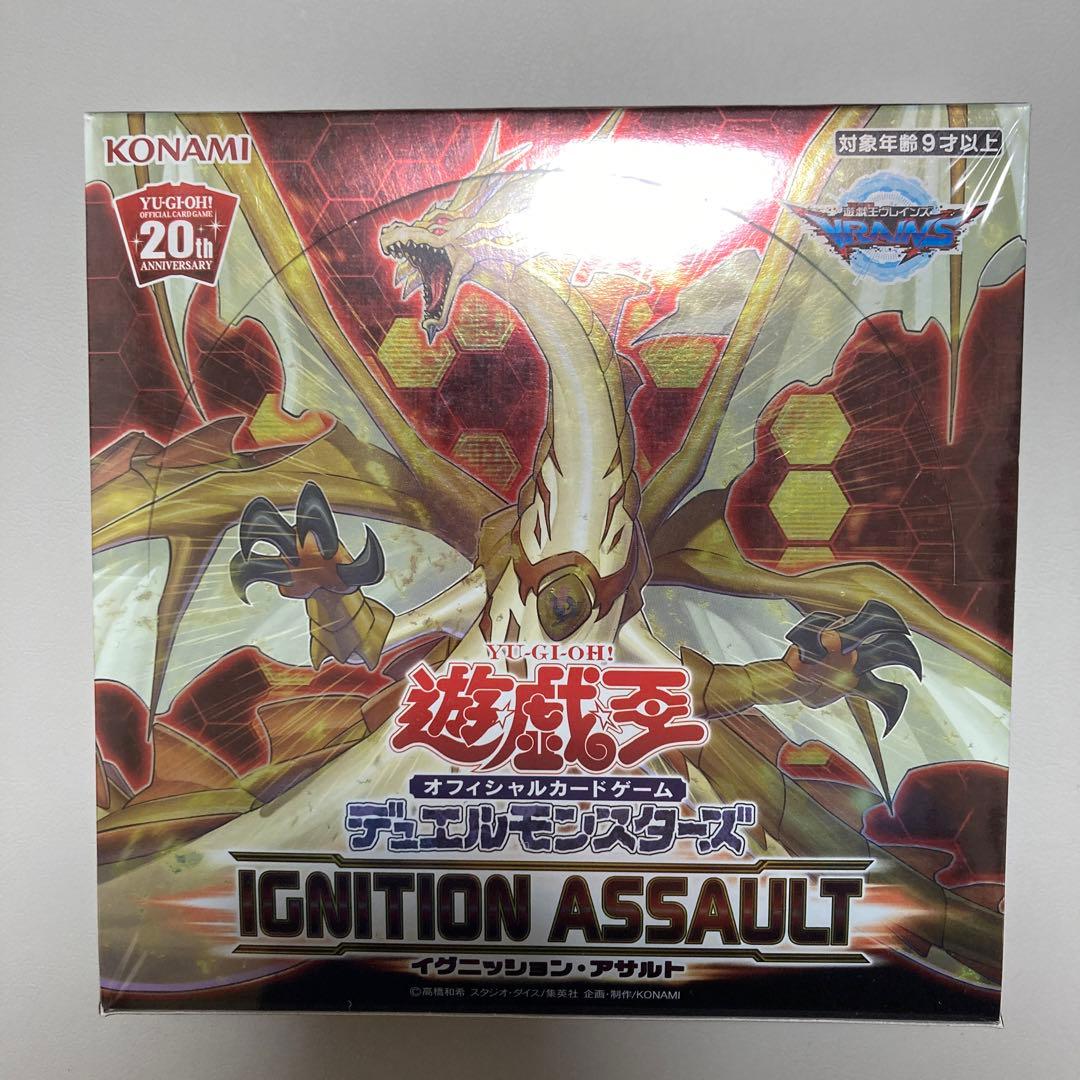 KONAMI
対象年齢9才以上
YU-GI-OH!
OFFICIAL CARD GAME
20th
ANNIVERSARY
遊戯王ヴレインズ
VRAINS
YU-GI-OH!
遊戯王
オフィシャルカードゲーム
デュエルモンスターズ
IGNITION ASSAULT
イグニッション・アサルト
©高橋和希 スタジオ・ダイス/集英社 企画・制作/KONAMI